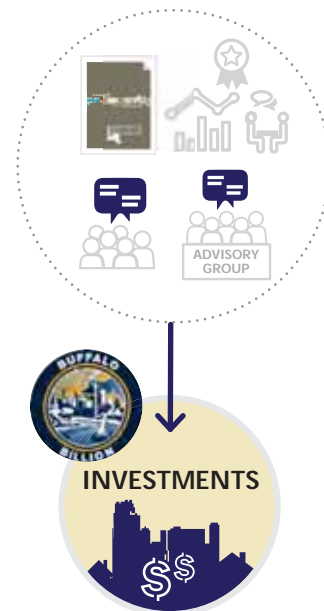 ADVISORY
GROUP
BUFFALO
BILLION
INVESTMENTS
$$